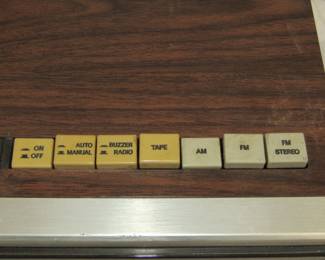 ON
OFF
AUTO
MANUAL
BUZZER
RADIO
TAPE
AM
FM
FM
STEREO